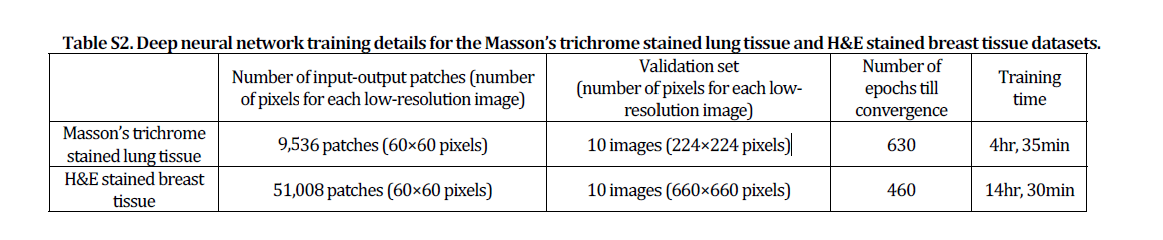 Table S2. Deep neural network training details for the Masson’s trichrome stained lung tissue and H&E stained breast tissue datasets.
Number of input-output patches (number
of pixels for each low-resolution image)
Validation set
(number of pixels for each low-
resolution image)
Number of
epochs till
convergence
Training
time
Masson’s trichrome
stained lung tissue
9,536 patches (60×60 pixels)
10 images (224×224 pixels)
630
4hr, 35min
H&E stained breast
tissue
51,008 patches (60×60 pixels)
10 images (660×660 pixels)
460
14hr, 30min